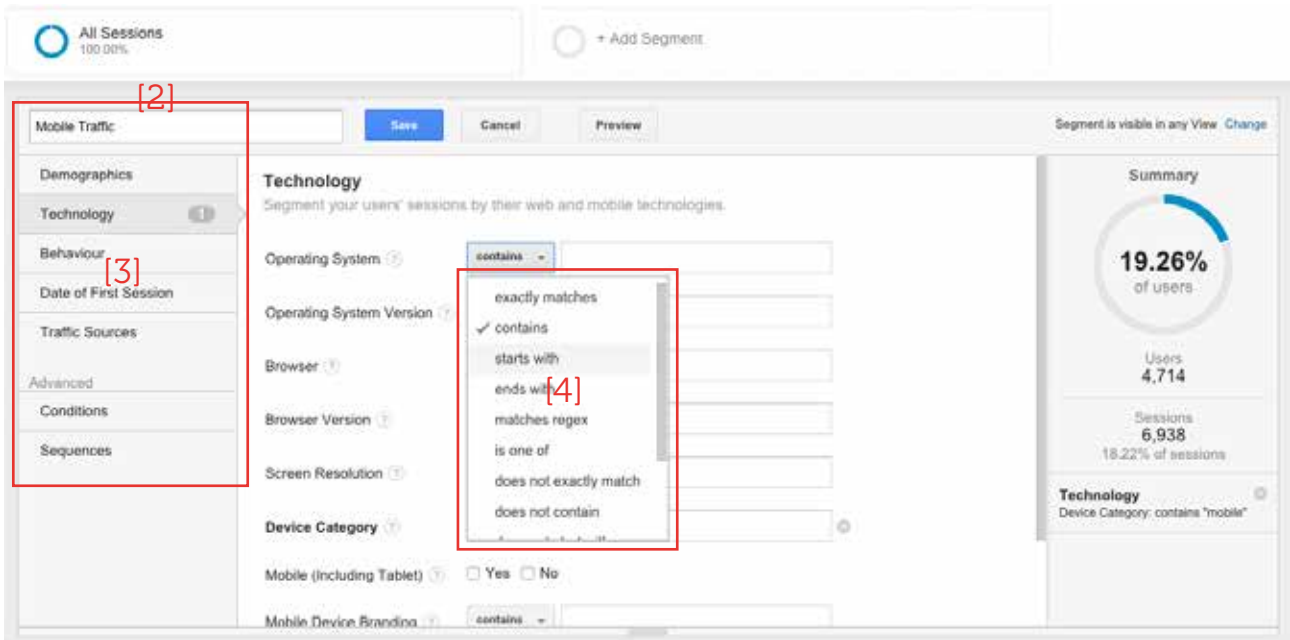 All Sessions
100.00%
+ Add Segment
[2]
Mobile Traffic
Save
Cancel
Preview
Segment is visible in any View Change
Demographics
Technology 1
Behaviour
[3]
Date of First Session
Traffic Sources
Advanced
Conditions
Sequences
Technology
Segment your users' sessions by their web and mobile technologies.
Operating System ?
contains
Operating System Version ?
Browser ?
Browser Version ?
Screen Resolution ?
Device Category ?
Mobile (Including Tablet) ? Yes No
Mobile Device Branding ? contains
exactly matches
contains
starts with
ends with
[4]
matches regex
is one of
does not exactly match
does not contain
Summary
19.26%
of users
Users
4,714
Sessions
6,938
18.22% of sessions
Technology
Device Category: contains "mobile"